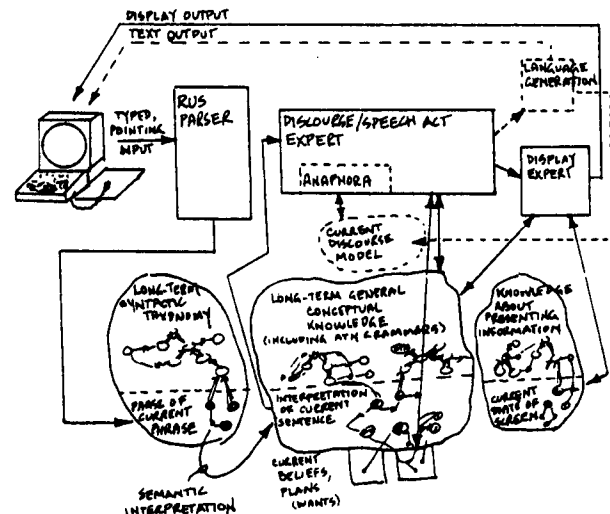 DISPLAY OUTPUT
TEXT OUTPUT
LANGUAGE
GENERATION
RUS
PARSER
TYPED,
POINTING
INPUT
DISCOURSE/SPEECH ACT
EXPERT
ANAPHORA
DISPLAY
EXPERT
CURRENT
DISCOURSE
MODEL
LONG-TERM
SYNTACTIC
TAXONOMY
LONG-TERM GENERAL
CONCEPTUAL
KNOWLEDGE
(INCLUDING ATN GRAMMERS)
KNOWLEDGE
ABOUT
PRESENTING
INFORMATION
PARSE OF
CURRENT
PHRASE
INTERPRETATION
OF CURRENT
SENTENCE
CURRENT
STATE OF
SCREEN
SEMANTIC
INTERPRETATION
CURRENT
BELIEFS,
PLANS
(WANTS)